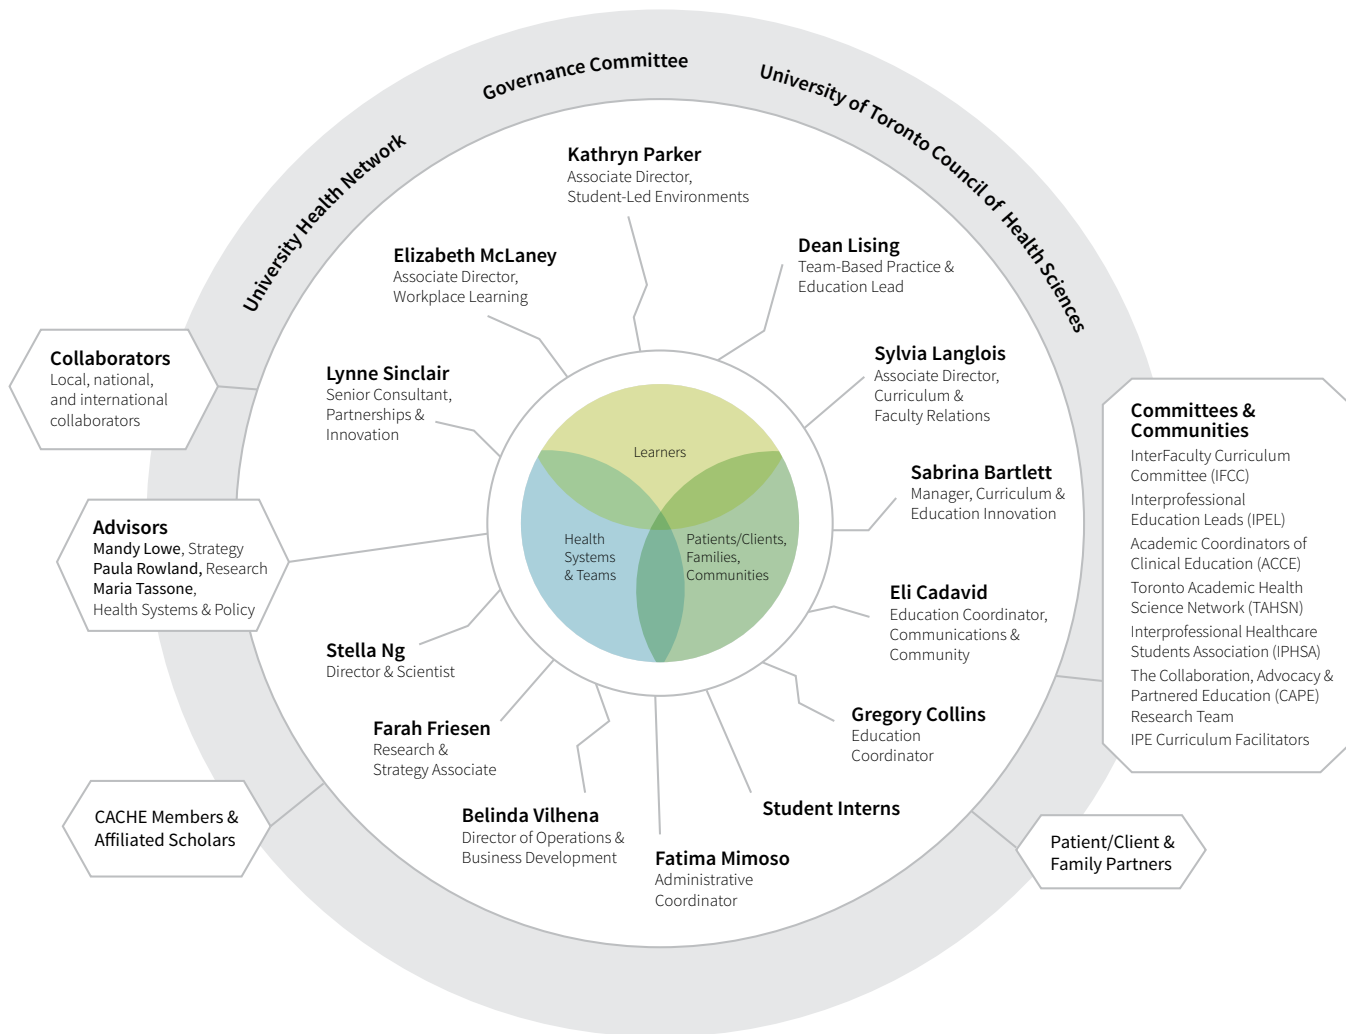 Governance Committee
University of Toronto Council of Health Sciences
University Health Network
Kathryn Parker
Associate Director,
Student-Led Environments
Elizabeth McLaney
Associate Director,
Workplace Learning
Dean Lising
Team-Based Practice &
Education Lead
Lynne Sinclair
Senior Consultant,
Partnerships &
Innovation
Sylvia Langlois
Associate Director,
Curriculum &
Faculty Relations
Sabrina Bartlett
Manager, Curriculum &
Education Innovation
Eli Cadavid
Education Coordinator,
Communications &
Community
Gregory Collins
Education
Coordinator
Student Interns
Fatima Mimoso
Administrative
Coordinator
Belinda Vilhena
Director of Operations &
Business Development
Farah Friesen
Research &
Strategy Associate
Stella Ng
Director & Scientist
Learners
Health
Systems
& Teams
Patients/Clients,
Families,
Communities
Collaborators
Local, national,
and international
collaborators
Advisors
Mandy Lowe, Strategy
Paula Rowland, Research
Maria Tassone,
Health Systems & Policy
CACHE Members &
Affiliated Scholars
Committees &
Communities
InterFaculty Curriculum
Committee (IFCC)
Interprofessional
Education Leads (IPEL)
Academic Coordinators of
Clinical Education (ACCE)
Toronto Academic Health
Science Network (TAHSN)
Interprofessional Healthcare
Students Association (IPHSA)
The Collaboration, Advocacy &
Partnered Education (CAPE)
Research Team
IPE Curriculum Facilitators
Patient/Client &
Family Partners